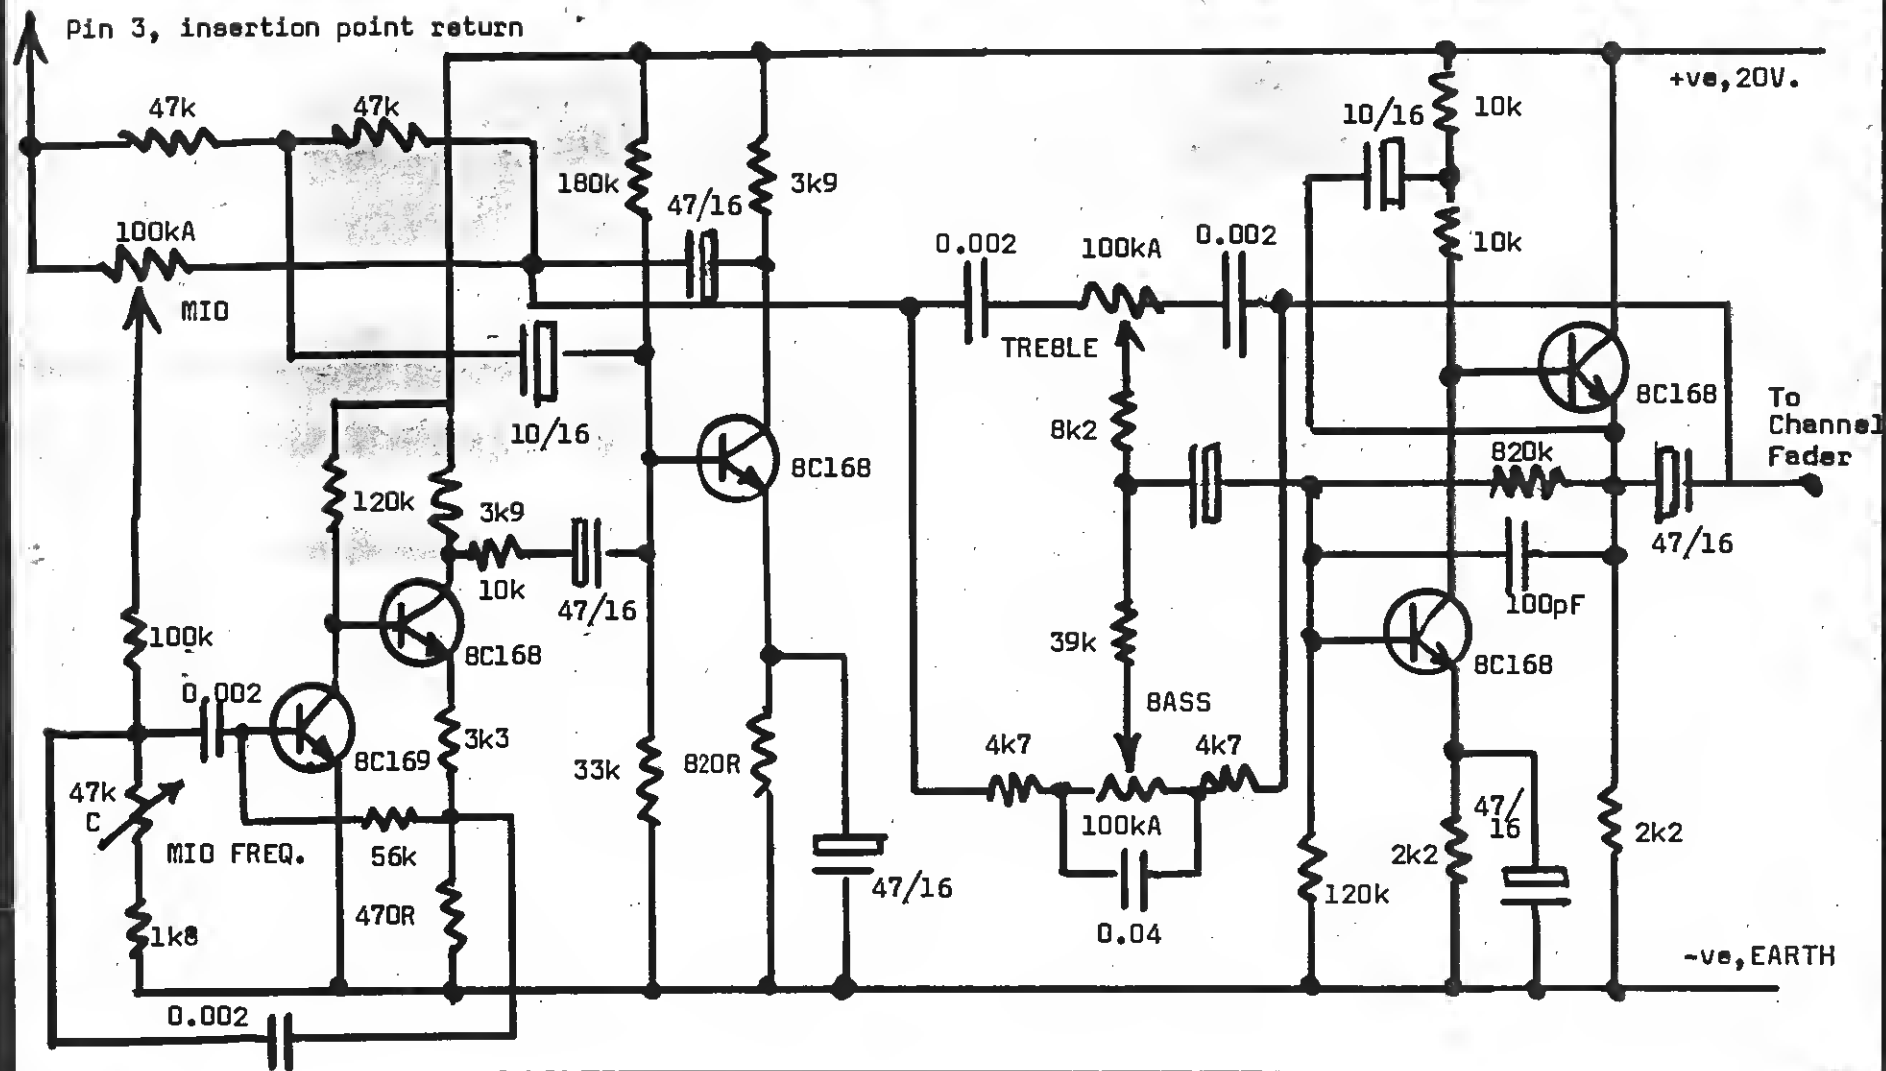 Pin 3, insertion point return
+ve,20V.
47k
47k
10/16
10k
180k
3k9
47/16
100kA
MID
0.002
100kA
0.002
10k
TREBLE
8C168
To
Channel
Fader
10/16
8k2
8C168
820k
120k
3k9
10k
47/16
47/16
100pF
100k
8C168
39k
8C168
0.002
BASS
8C169
3k3
4k7
4k7
33k
820R
47k
C
47/
16
100kA
2k2
2k2
MID FREQ.
56k
47/16
120k
470R
1k8
0.04
-ve,EARTH
0.002